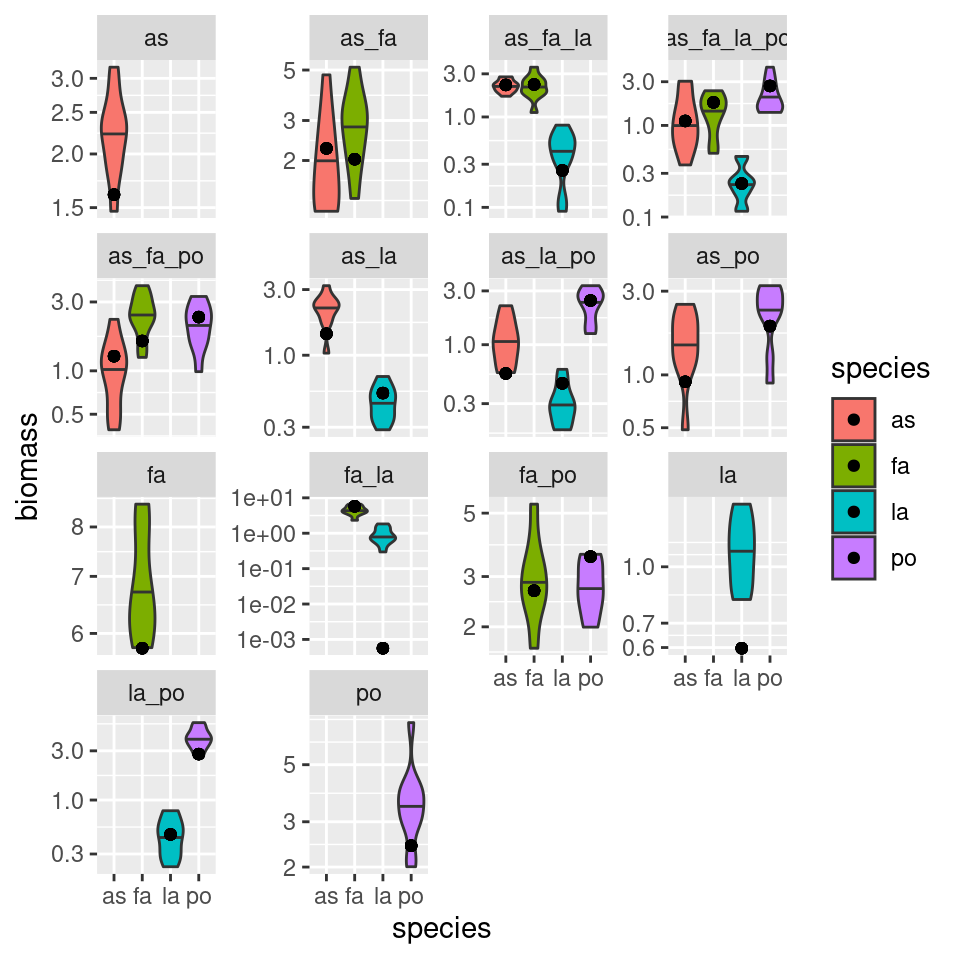 as
as_fa
as_fa_la
as_fa_la_po
3.0
2.5
2.0
1.5
5
3
2
3.0
1.0
0.3
0.1
3.0
1.0
0.3
0.1
as_fa_po
as_la
as_la_po
as_po
3.0
1.0
0.5
3.0
1.0
0.3
3.0
1.0
0.3
3.0
1.0
0.5
fa
fa_la
fa_po
la
8
7
6
1e+01
1e+00
1e-01
1e-02
1e-03
5
3
2
1.0
0.7
0.6
as fa la po
as fa la po
la_po
po
3.0
1.0
0.3
5
3
2
as fa la po
as fa la po
species
biomass
species
as
fa
la
po